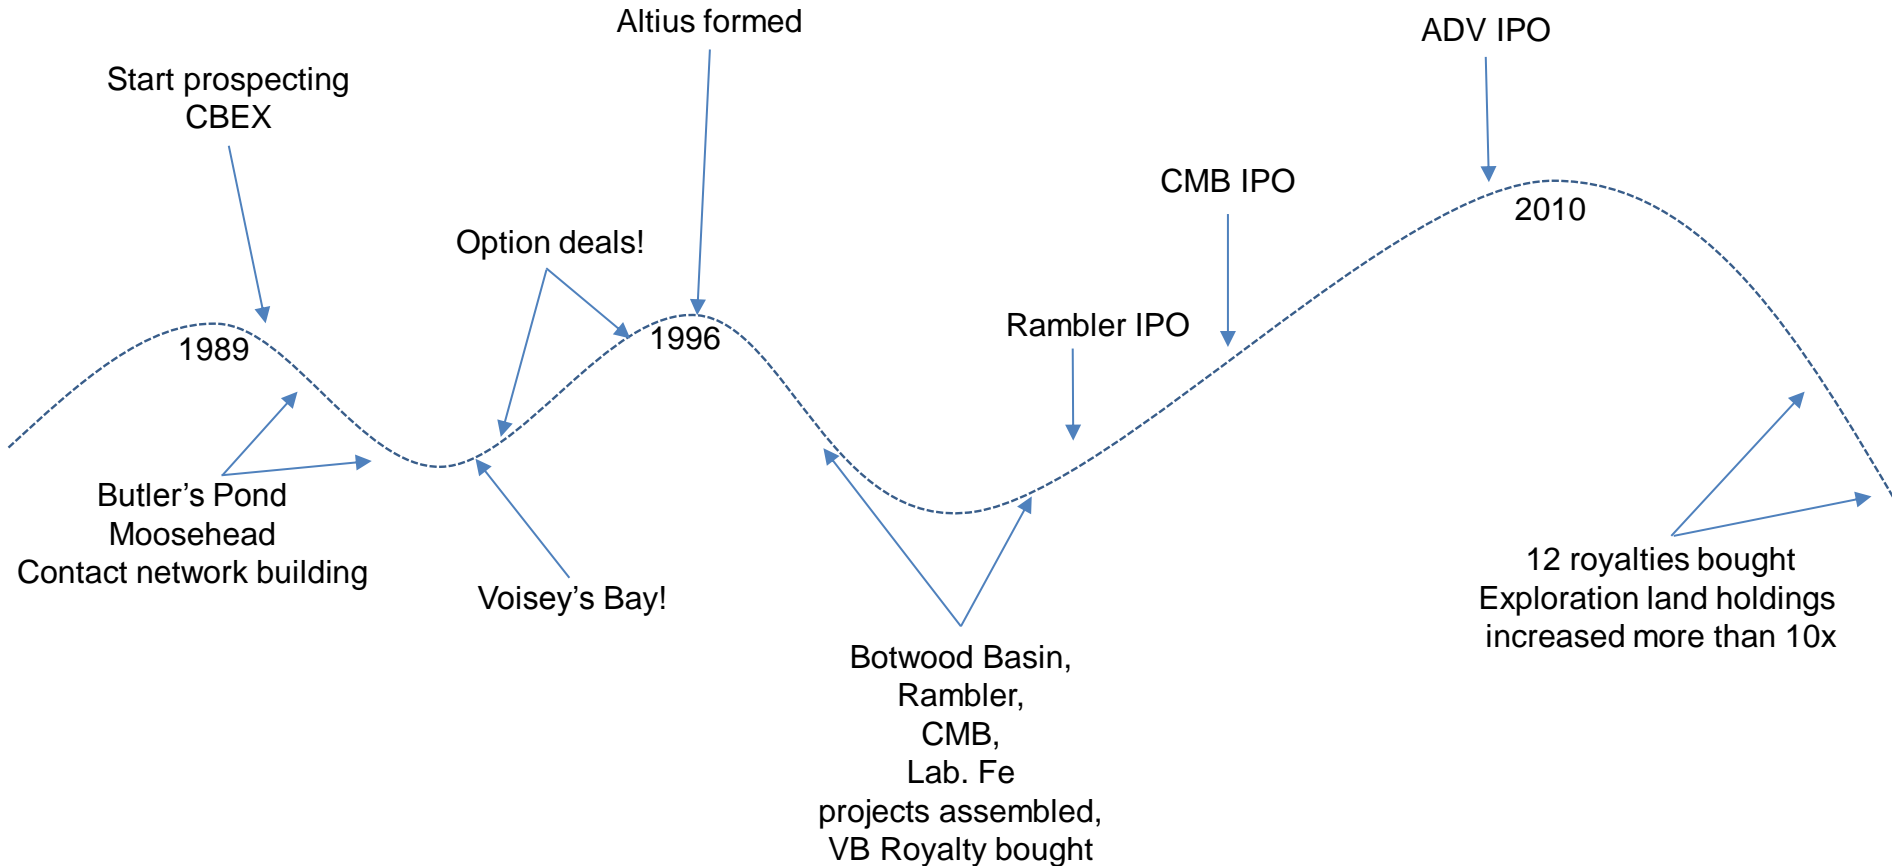 Altius formed
ADV IPO
Start prospecting
CBEX
CMB IPO
2010
Option deals!
Rambler IPO
1989
1996
Butler’s Pond
Moosehead
Contact network building
Voisey’s Bay!
12 royalties bought
Exploration land holdings
increased more than 10x
Botwood Basin,
Rambler,
CMB,
Lab. Fe
projects assembled,
VB Royalty bought